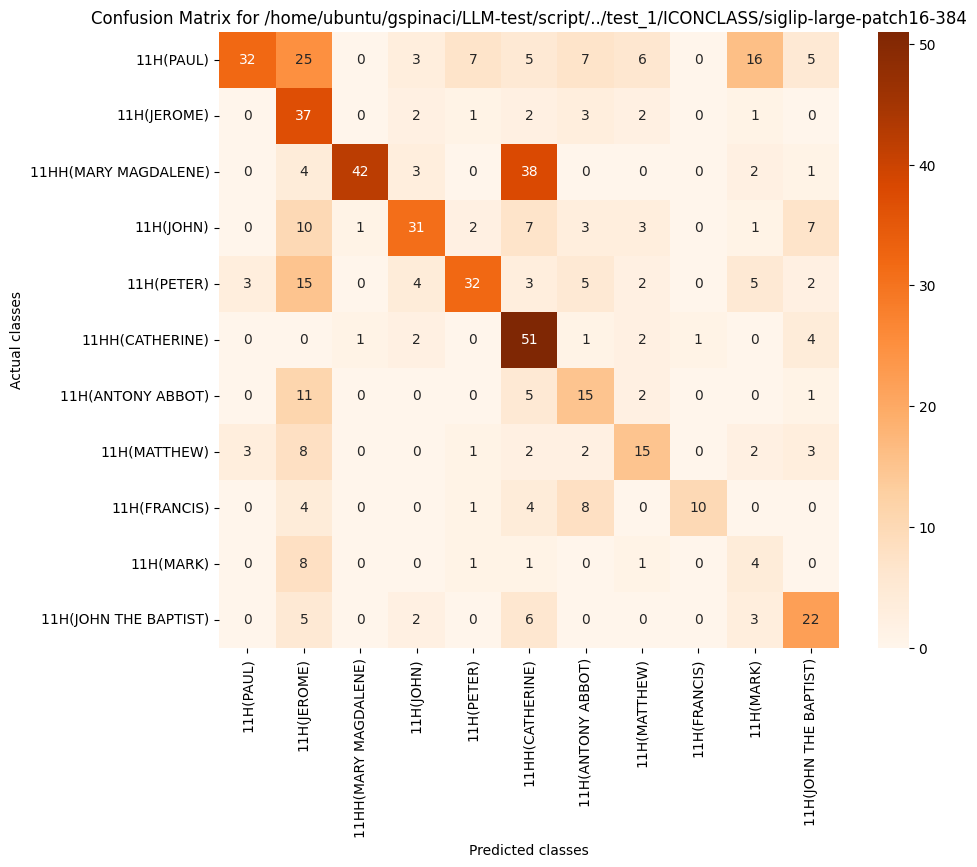 Confusion Matrix for /home/ubuntu/gspinaci/LLM-test/script/../test_1/ICONCLASS/siglip-large-patch16-384
Actual classes
11H(PAUL) 32 25 0 3 7 5 7 6 0 16 5
11H(JEROME) 0 37 0 2 1 2 3 2 0 1 0
11HH(MARY MAGDALENE) 0 4 42 3 0 38 0 0 0 2 1
11H(JOHN) 0 10 1 31 2 7 3 3 0 1 7
11H(PETER) 3 15 0 4 32 3 5 2 0 5 2
11HH(CATHERINE) 0 0 1 2 0 51 1 2 1 0 4
11H(ANTONY ABBOT) 0 11 0 0 0 5 15 2 0 0 1
11H(MATTHEW) 3 8 0 0 1 2 2 15 0 2 3
11H(FRANCIS) 0 4 0 0 1 4 8 0 10 0 0
11H(MARK) 0 8 0 0 1 1 0 1 0 4 0
11H(JOHN THE BAPTIST) 0 5 0 2 0 6 0 0 0 3 22
11H(PAUL)
11H(JEROME)
11HH(MARY MAGDALENE)
11H(JOHN)
11H(PETER)
11HH(CATHERINE)
11H(ANTONY ABBOT)
11H(MATTHEW)
11H(FRANCIS)
11H(MARK)
11H(JOHN THE BAPTIST)
Predicted classes
50
40
30
20
10
0